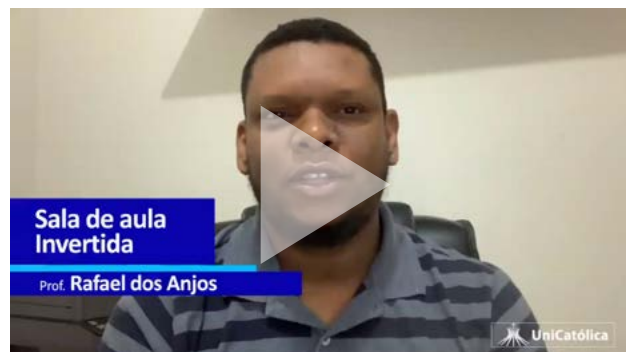 Sala de aula
Invertida
Prof. Rafael dos Anjos
UniCatólica